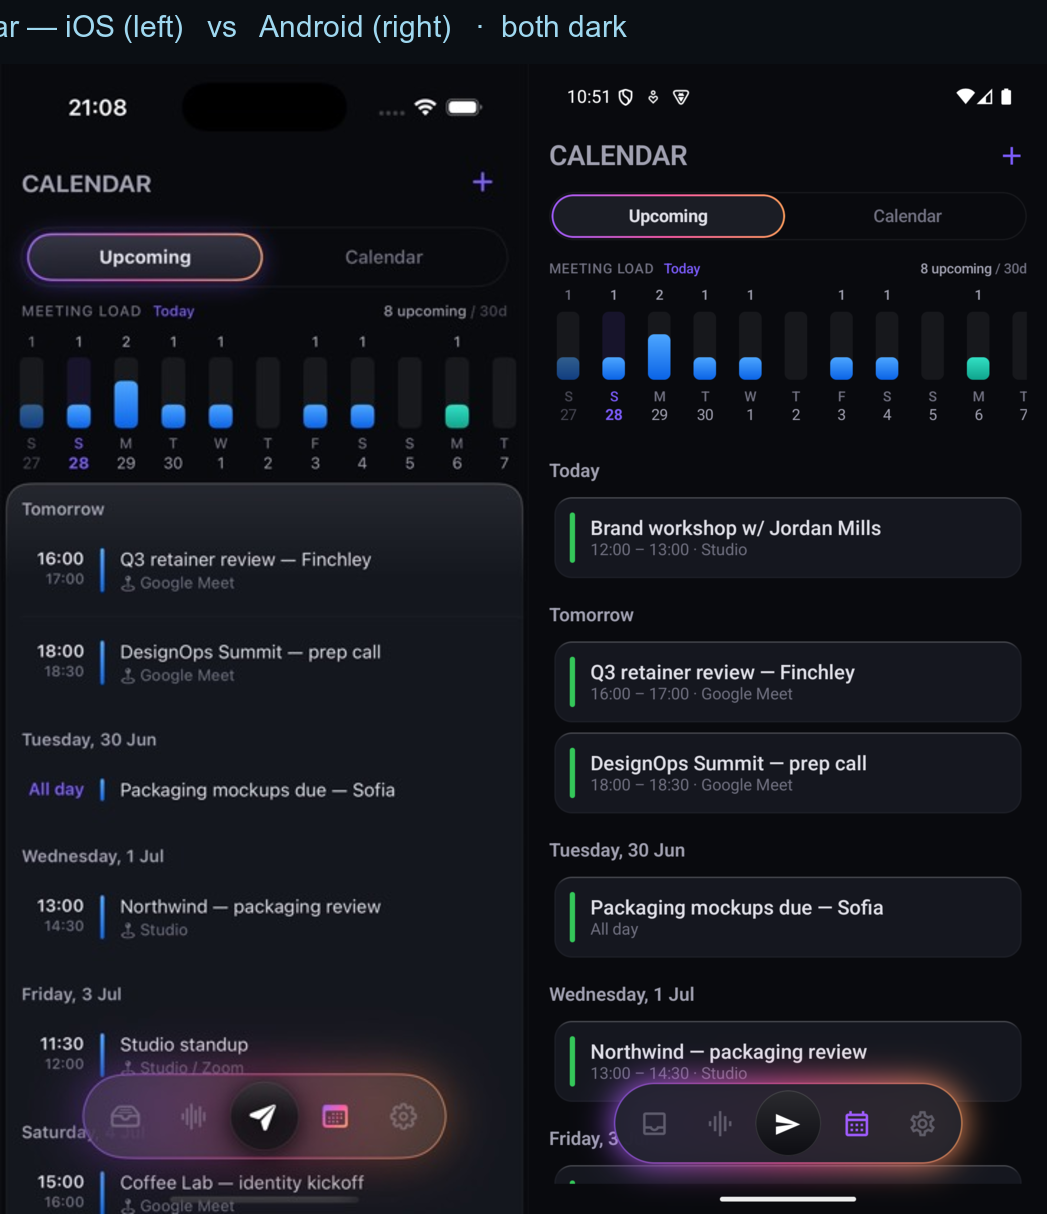 ar — iOS (left) vs Android (right) · both dark
21:08
CALENDAR
+
Upcoming Calendar
MEETING LOAD Today 8 upcoming / 30d
1 1 2 1 1 1 1 1
S S M T W T F S S M T
27 28 29 30 1 2 3 4 5 6 7
Tomorrow
16:00 Q3 retainer review — Finchley
17:00 Google Meet
18:00 DesignOps Summit — prep call
18:30 Google Meet
Tuesday, 30 Jun
All day Packaging mockups due — Sofia
Wednesday, 1 Jul
13:00 Northwind — packaging review
14:30 Studio
Friday, 3 Jul
11:30 Studio standup
12:00 Studio / Zoom
Saturday, 4 Jul
15:00 Coffee Lab — identity kickoff
16:00 Google Meet
10:51
CALENDAR
+
Upcoming Calendar
MEETING LOAD Today 8 upcoming / 30d
1 1 2 1 1 1 1 1
S S M T W T F S S M T
27 28 29 30 1 2 3 4 5 6 7
Today
Brand workshop w/ Jordan Mills
12:00 – 13:00 · Studio
Tomorrow
Q3 retainer review — Finchley
16:00 – 17:00 · Google Meet
DesignOps Summit — prep call
18:00 – 18:30 · Google Meet
Tuesday, 30 Jun
Packaging mockups due — Sofia
All day
Wednesday, 1 Jul
Northwind — packaging review
13:00 – 14:30 · Studio
Friday, 3